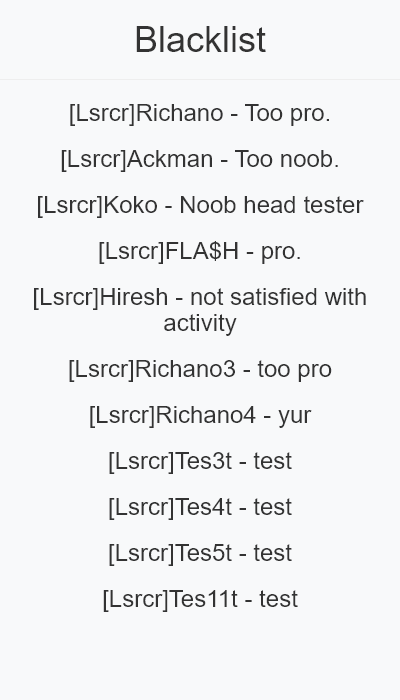 Blacklist
[Lsrcr]Richano - Too pro.
[Lsrcr]Ackman - Too noob.
[Lsrcr]Koko - Noob head tester
[Lsrcr]FLA$H - pro.
[Lsrcr]Hiresh - not satisfied with
activity
[Lsrcr]Richano3 - too pro
[Lsrcr]Richano4 - yur
[Lsrcr]Tes3t - test
[Lsrcr]Tes4t - test
[Lsrcr]Tes5t - test
[Lsrcr]Tes11t - test